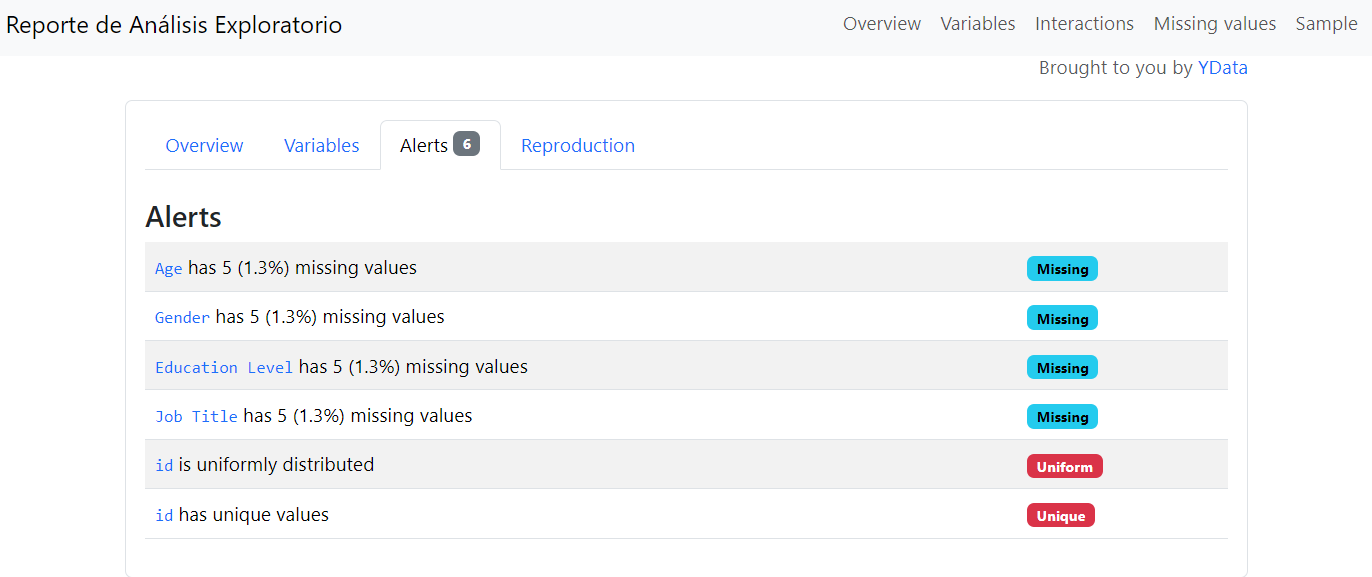 Reporte de Análisis Exploratorio Overview Variables Interactions Missing values Sample
Brought to you by YData
Overview Variables Alerts 6 Reproduction
Alerts
Age has 5 (1.3%) missing values Missing
Gender has 5 (1.3%) missing values Missing
Education Level has 5 (1.3%) missing values Missing
Job Title has 5 (1.3%) missing values Missing
id is uniformly distributed Uniform
id has unique values Unique